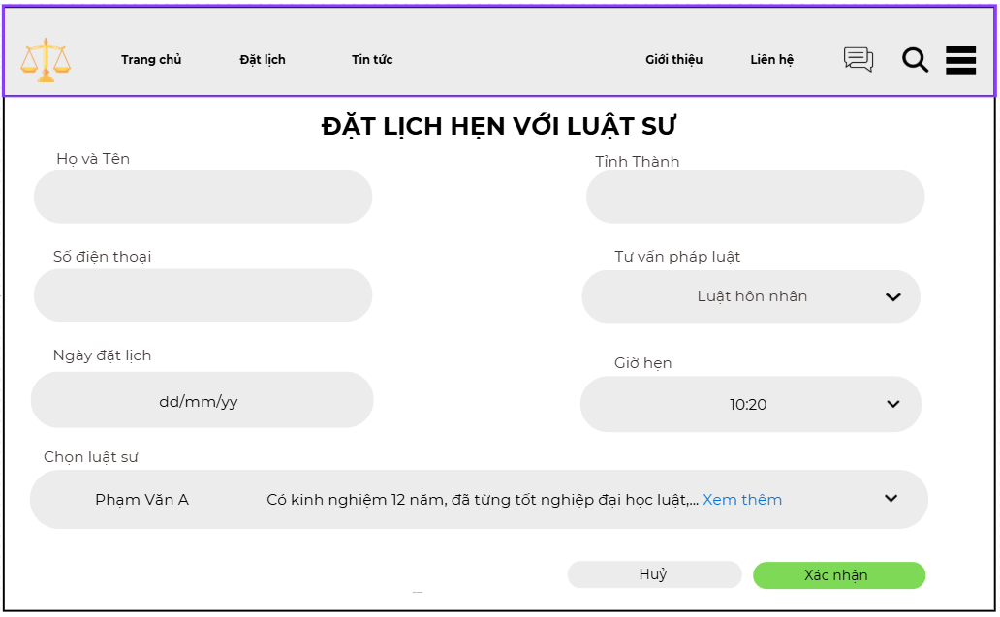 Trang chủ Đặt lịch Tin tức Giới thiệu Liên hệ
ĐẶT LỊCH HẸN VỚI LUẬT SƯ
Họ và Tên
Tỉnh Thành
Số điện thoại
Tư vấn pháp luật
Luật hôn nhân
Ngày đặt lịch
Giờ hẹn
dd/mm/yy
10:20
Chọn luật sư
Phạm Văn A Có kinh nghiệm 12 năm, đã từng tốt nghiệp đại học luật,... Xem thêm
Huỷ
Xác nhận